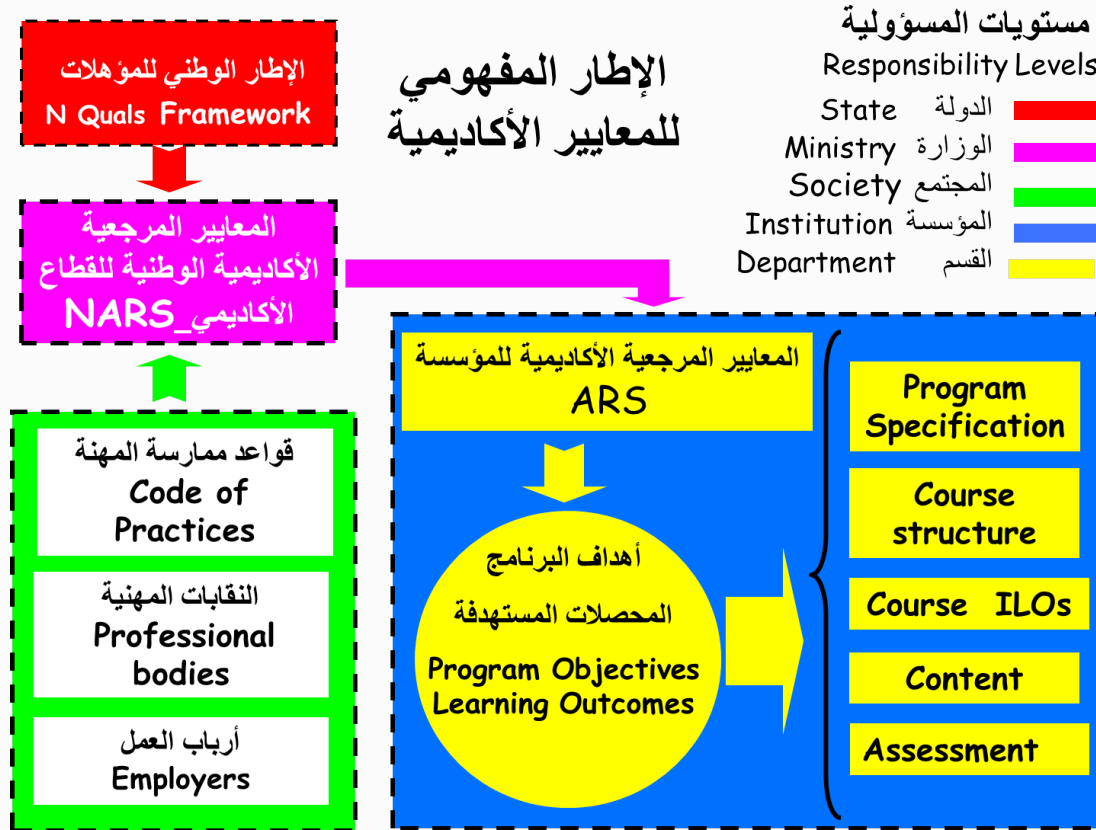 الإطار المفهومي
للمعايير الأكاديمية
مستويات المسؤولية
Responsibility Levels
State الدولة
Ministry الوزارة
Society المجتمع
Institution المؤسسة
Department القسم
الإطار الوطني للمؤهلات
N Quals Framework
المعايير المرجعية
الأكاديمية الوطنية للقطاع
الأكاديمي_NARS
قواعد ممارسة المهنة
Code of
Practices
النقابات المهنية
Professional
bodies
أرباب العمل
Employers
المعايير المرجعية الأكاديمية للمؤسسة
ARS
أهداف البرنامج
المحصلات المستهدفة
Program Objectives
Learning Outcomes
Program
Specification
Course
structure
Course ILOs
Content
Assessment